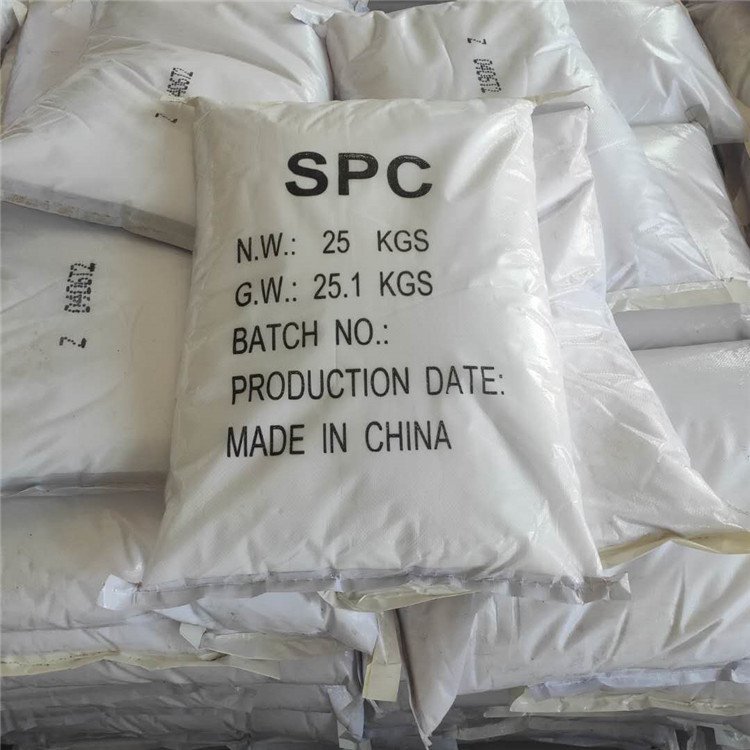 SPC
N.W.: 25 KGS
G.W.: 25.1 KGS
BATCH NO.:
PRODUCTION DATE:
MADE IN CHINA